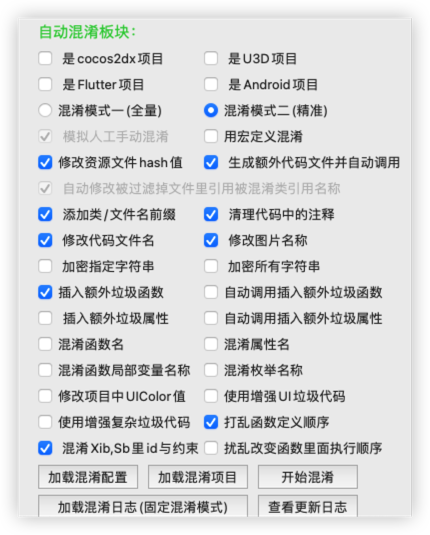 自动混淆板块:
是cocos2dx项目 是U3D项目
是Flutter项目 是Android项目
混淆模式一(全量) 混淆模式二(精准)
模拟人工手动混淆 用宏定义混淆
修改资源文件hash值 生成额外代码文件并自动调用
自动修改被过滤掉文件里引用被混淆类引用名称
添加类/文件名前缀 清理代码中的注释
修改代码文件名 修改图片名称
加密指定字符串 加密所有字符串
插入额外垃圾函数 自动调用插入额外垃圾函数
插入额外垃圾属性 自动调用插入额外垃圾属性
混淆函数名 混淆属性名
混淆函数局部变量名称 混淆枚举名称
修改项目中UIColor值 使用增强UI垃圾代码
使用增强复杂垃圾代码 打乱函数定义顺序
混淆Xib,Sb里id与约束 扰乱改变函数里面执行顺序
加载混淆配置 加载混淆项目 开始混淆
加载混淆日志(固定混淆模式) 查看更新日志